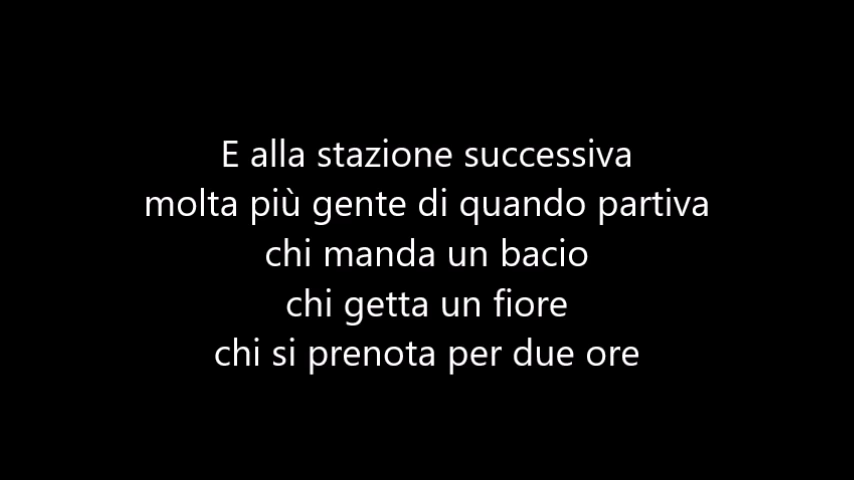 E alla stazione successiva
molta più gente di quando partiva
chi manda un bacio
chi getta un fiore
chi si prenota per due ore